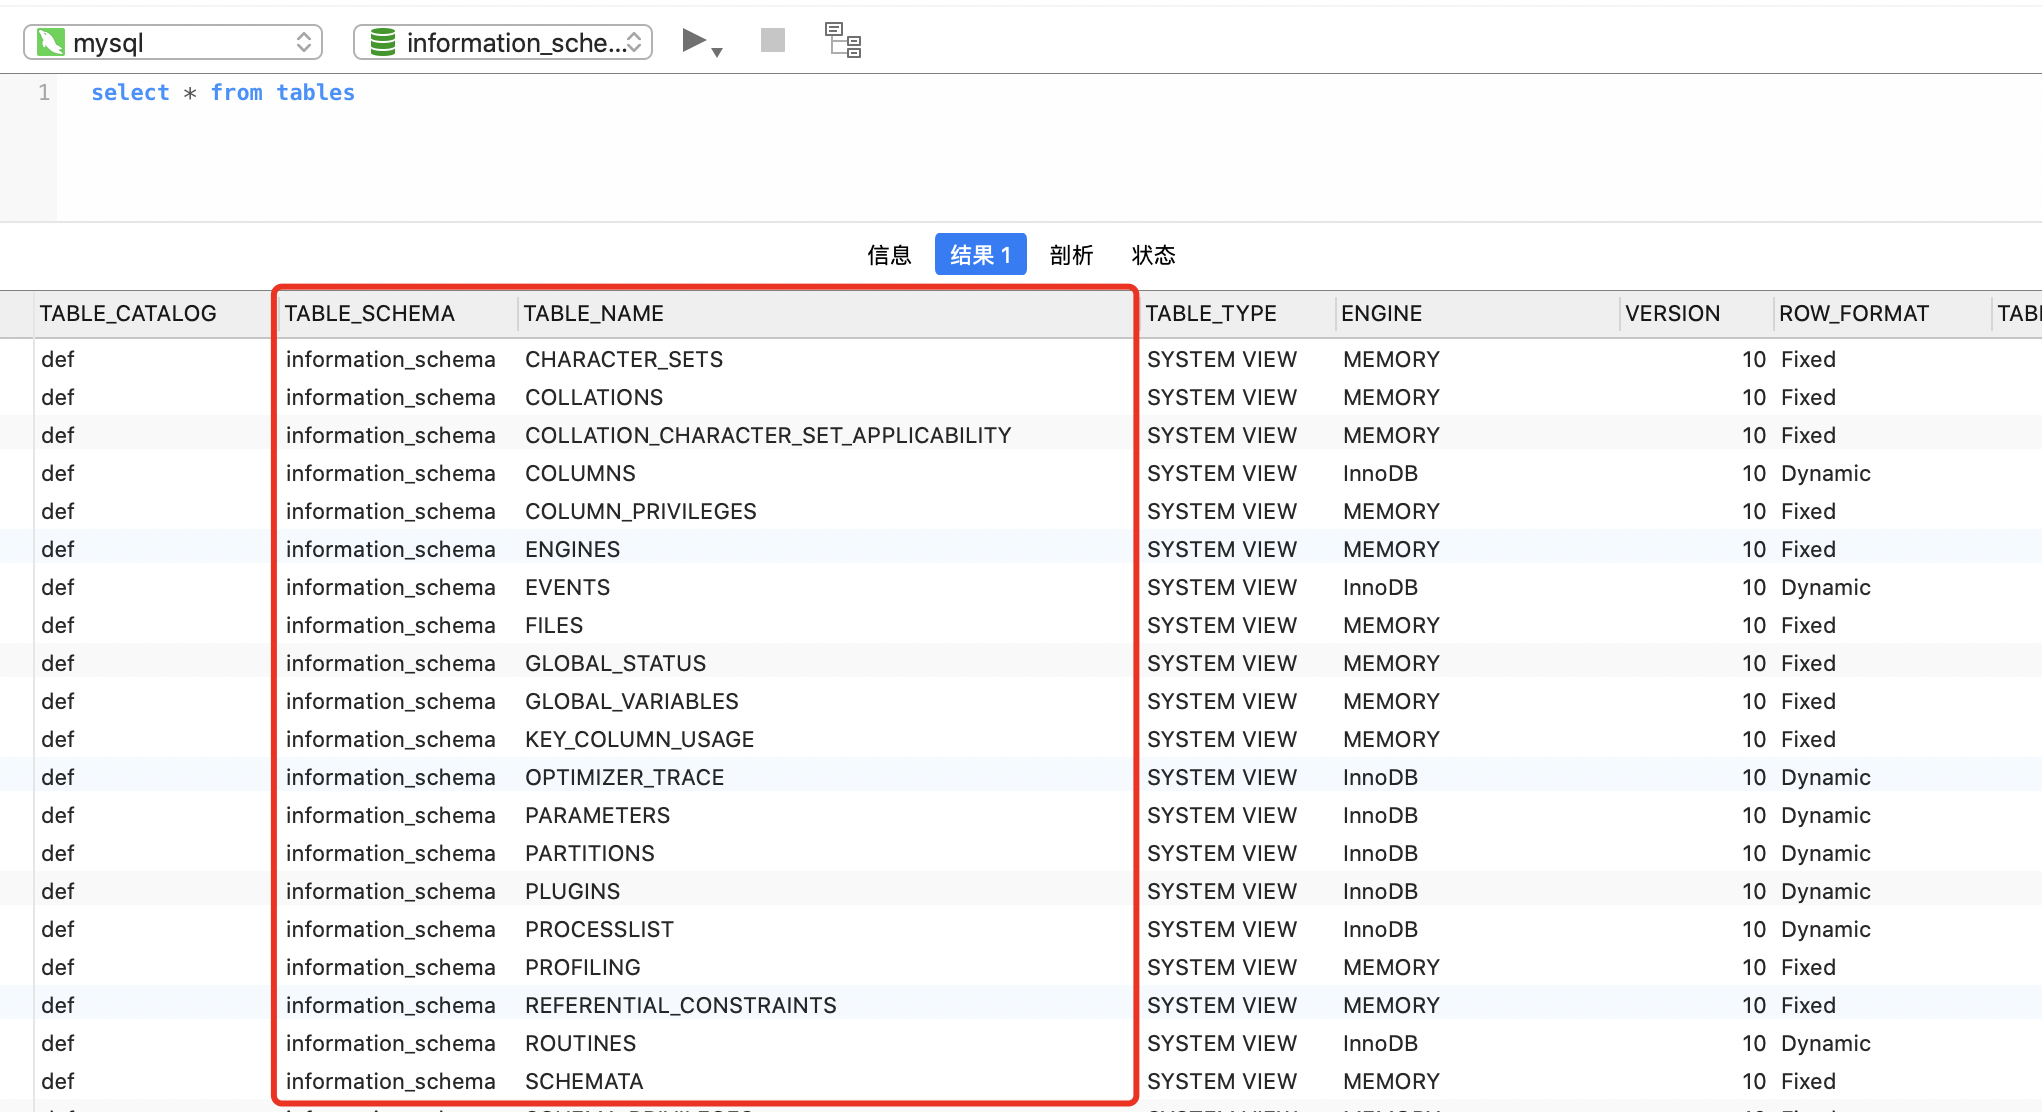 mysql information_sche...
1 select * from tables
信息 结果 1 剖析 状态
TABLE_CATALOG TABLE_SCHEMA TABLE_NAME TABLE_TYPE ENGINE VERSION ROW_FORMAT
def information_schema CHARACTER_SETS SYSTEM VIEW MEMORY 10 Fixed
def information_schema COLLATIONS SYSTEM VIEW MEMORY 10 Fixed
def information_schema COLLATION_CHARACTER_SET_APPLICABILITY SYSTEM VIEW MEMORY 10 Fixed
def information_schema COLUMNS SYSTEM VIEW InnoDB 10 Dynamic
def information_schema COLUMN_PRIVILEGES SYSTEM VIEW MEMORY 10 Fixed
def information_schema ENGINES SYSTEM VIEW MEMORY 10 Fixed
def information_schema EVENTS SYSTEM VIEW InnoDB 10 Dynamic
def information_schema FILES SYSTEM VIEW MEMORY 10 Fixed
def information_schema GLOBAL_STATUS SYSTEM VIEW MEMORY 10 Fixed
def information_schema GLOBAL_VARIABLES SYSTEM VIEW MEMORY 10 Fixed
def information_schema KEY_COLUMN_USAGE SYSTEM VIEW MEMORY 10 Fixed
def information_schema OPTIMIZER_TRACE SYSTEM VIEW InnoDB 10 Dynamic
def information_schema PARAMETERS SYSTEM VIEW InnoDB 10 Dynamic
def information_schema PARTITIONS SYSTEM VIEW InnoDB 10 Dynamic
def information_schema PLUGINS SYSTEM VIEW InnoDB 10 Dynamic
def information_schema PROCESSLIST SYSTEM VIEW InnoDB 10 Dynamic
def information_schema PROFILING SYSTEM VIEW MEMORY 10 Fixed
def information_schema REFERENTIAL_CONSTRAINTS SYSTEM VIEW MEMORY 10 Fixed
def information_schema ROUTINES SYSTEM VIEW InnoDB 10 Dynamic
def information_schema SCHEMATA SYSTEM VIEW MEMORY 10 Fixed